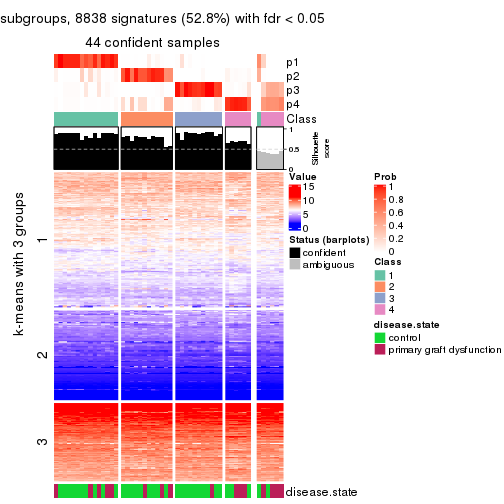 subgroups, 8838 signatures (52.8%) with fdr < 0.05
44 confident samples
p1
p2
p3
p4
Class
1
0.5
0
Silhouette
score
k-means with 3 groups
1
2
3
disease.state
Value
15
10
5
0
Status (barplots)
confident
ambiguous
Prob
1
0.8
0.6
0.4
0.2
0
Class
1
2
3
4
disease.state
control
primary graft dysfunction